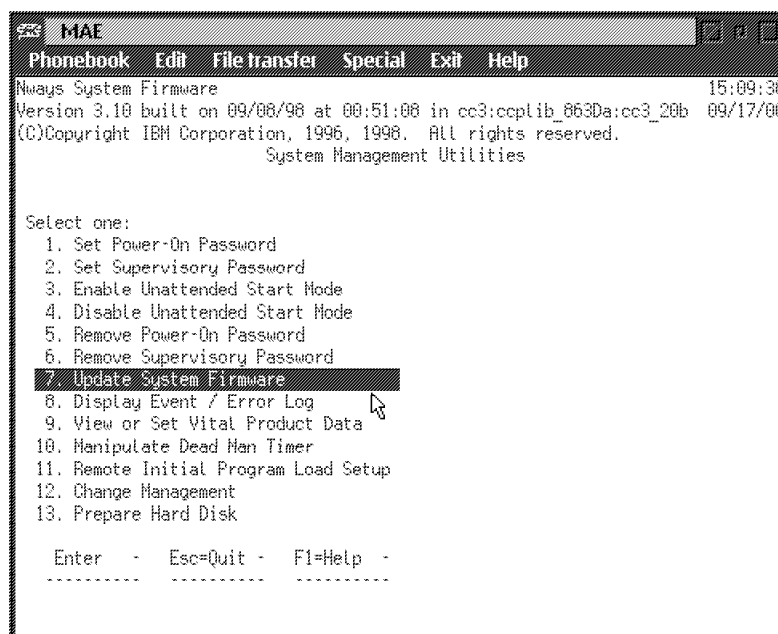 MAE
Phonebook Edit File transfer Special Exit Help
Nways System Firmware 15:09:38
Version 3.10 built on 09/08/98 at 00:51:08 in cc3:ccplib_863Da:cc3_20b 09/17/00
(C)Copyright IBM Corporation, 1996, 1998. All rights reserved.
System Management Utilities
Select one:
1. Set Power-On Password
2. Set Supervisory Password
3. Enable Unattended Start Mode
4. Disable Unattended Start Mode
5. Remove Power-On Password
6. Remove Supervisory Password
7. Update System Firmware
8. Display Event / Error Log
9. View or Set Vital Product Data
10. Manipulate Dead Man Timer
11. Remote Initial Program Load Setup
12. Change Management
13. Prepare Hard Disk
Enter - Esc=Quit - F1=Help -
---------- ---------- ----------